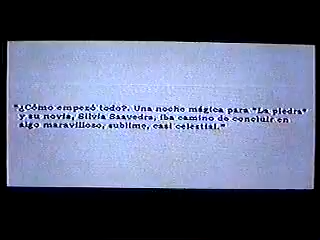 "¿Cómo empezó todo?. Una noche mágica para "La piedra"
y su novia, Silvia Saavedra, iba camino de concluir en
algo maravilloso, sublime, casi celestial."